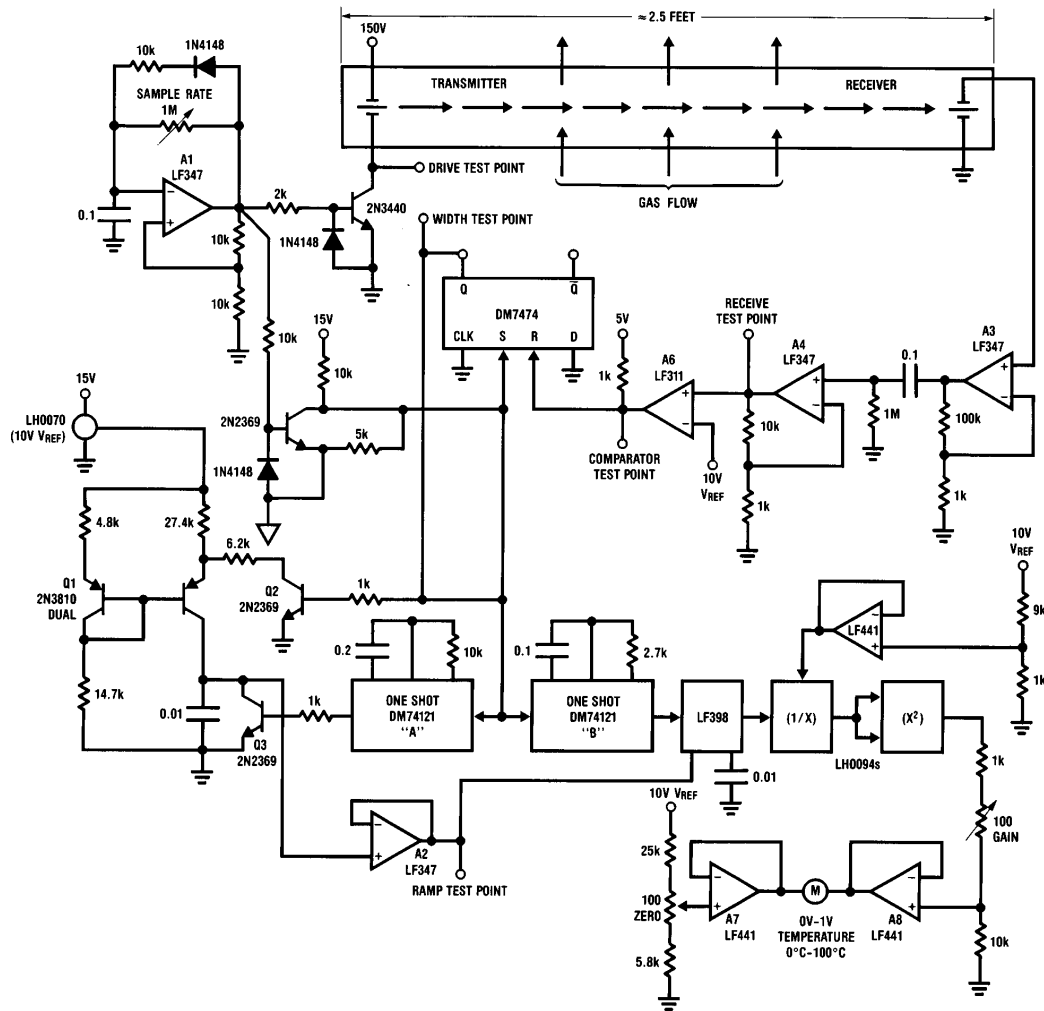 ≈ 2.5 FEET
150V
1N4148
10k
TRANSMITTER
RECEIVER
SAMPLE RATE
1M
A1
LF347
−
+
0.1
DRIVE TEST POINT
2k
2N3440
GAS FLOW
WIDTH TEST POINT
1N4148
10k
10k
Q
Q̅
DM7474
CLK
S
R
D
RECEIVE
TEST POINT
5V
A3
LF347
A4
LF347
0.1
A6
LF311
+
−
+
−
+
−
15V
10k
10k
1k
1M
100k
10k
15V
LH0070
(10V VREF)
2N2369
5k
COMPARATOR
TEST POINT
10V
VREF
1k
1k
1N4148
4.8k
27.4k
6.2k
10V
VREF
Q1
2N3810
DUAL
Q2
2N2369
1k
LF441
−
+
9k
1k
0.2
10k
0.1
2.7k
14.7k
0.01
1k
ONE SHOT
DM74121
"A"
ONE SHOT
DM74121
"B"
LF398
(1/X)
(X²)
Q3
2N2369
LH0094s
0.01
1k
10V VREF
−
+
A2
LF347
RAMP TEST POINT
25k
100
GAIN
100
ZERO
−
+
M
−
+
A7
LF441
0V–1V
TEMPERATURE
0°C-100°C
A8
LF441
10k
5.8k